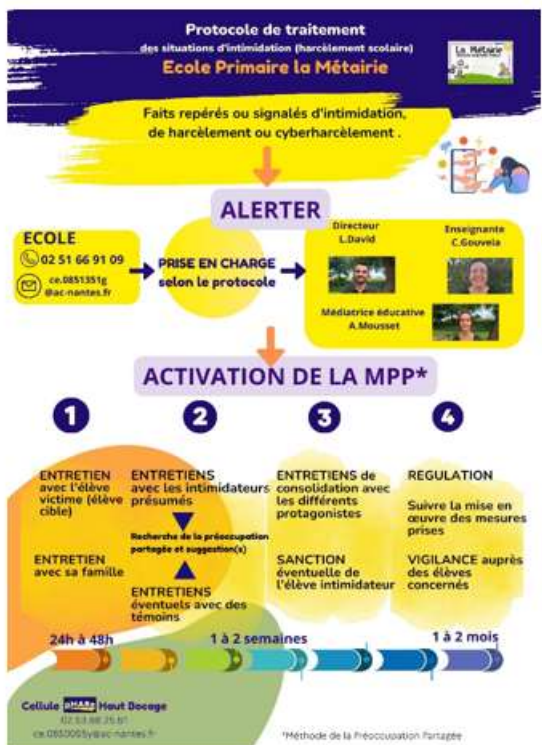 Protocole de traitement
des situations d'intimidation (harcèlement scolaire)
Ecole Primaire la Métairie
La Métairie
Faits repérés ou signalés d'intimidation,
de harcèlement ou cyberharcèlement .
ALERTER
ECOLE
02 51 66 91 09
ce.0851351g
@ac-nantes.fr
PRISE EN CHARGE
selon le protocole
Directeur
L.David
Enseignante
C.Gouveia
Médiatrice éducative
A.Mousset
ACTIVATION DE LA MPP*
1
ENTRETIEN
avec l'élève
victime (élève
cible)
ENTRETIEN
avec sa famille
2
ENTRETIENS
avec les intimidateurs
présumés
Recherche de la préoccupation
partagée et suggestion(s)
ENTRETIENS
éventuels avec des
témoins
3
ENTRETIENS de
consolidation avec
les différents
protagonistes
SANCTION
éventuelle de
l'élève intimidateur
4
REGULATION
Suivre la mise en
œuvre des mesures
prises
VIGILANCE auprès
des élèves
concernés
24h à 48h
1 à 2 semaines
1 à 2 mois
Cellule pHARe Haut Bocage
*Méthode de la Préoccupation Partagée